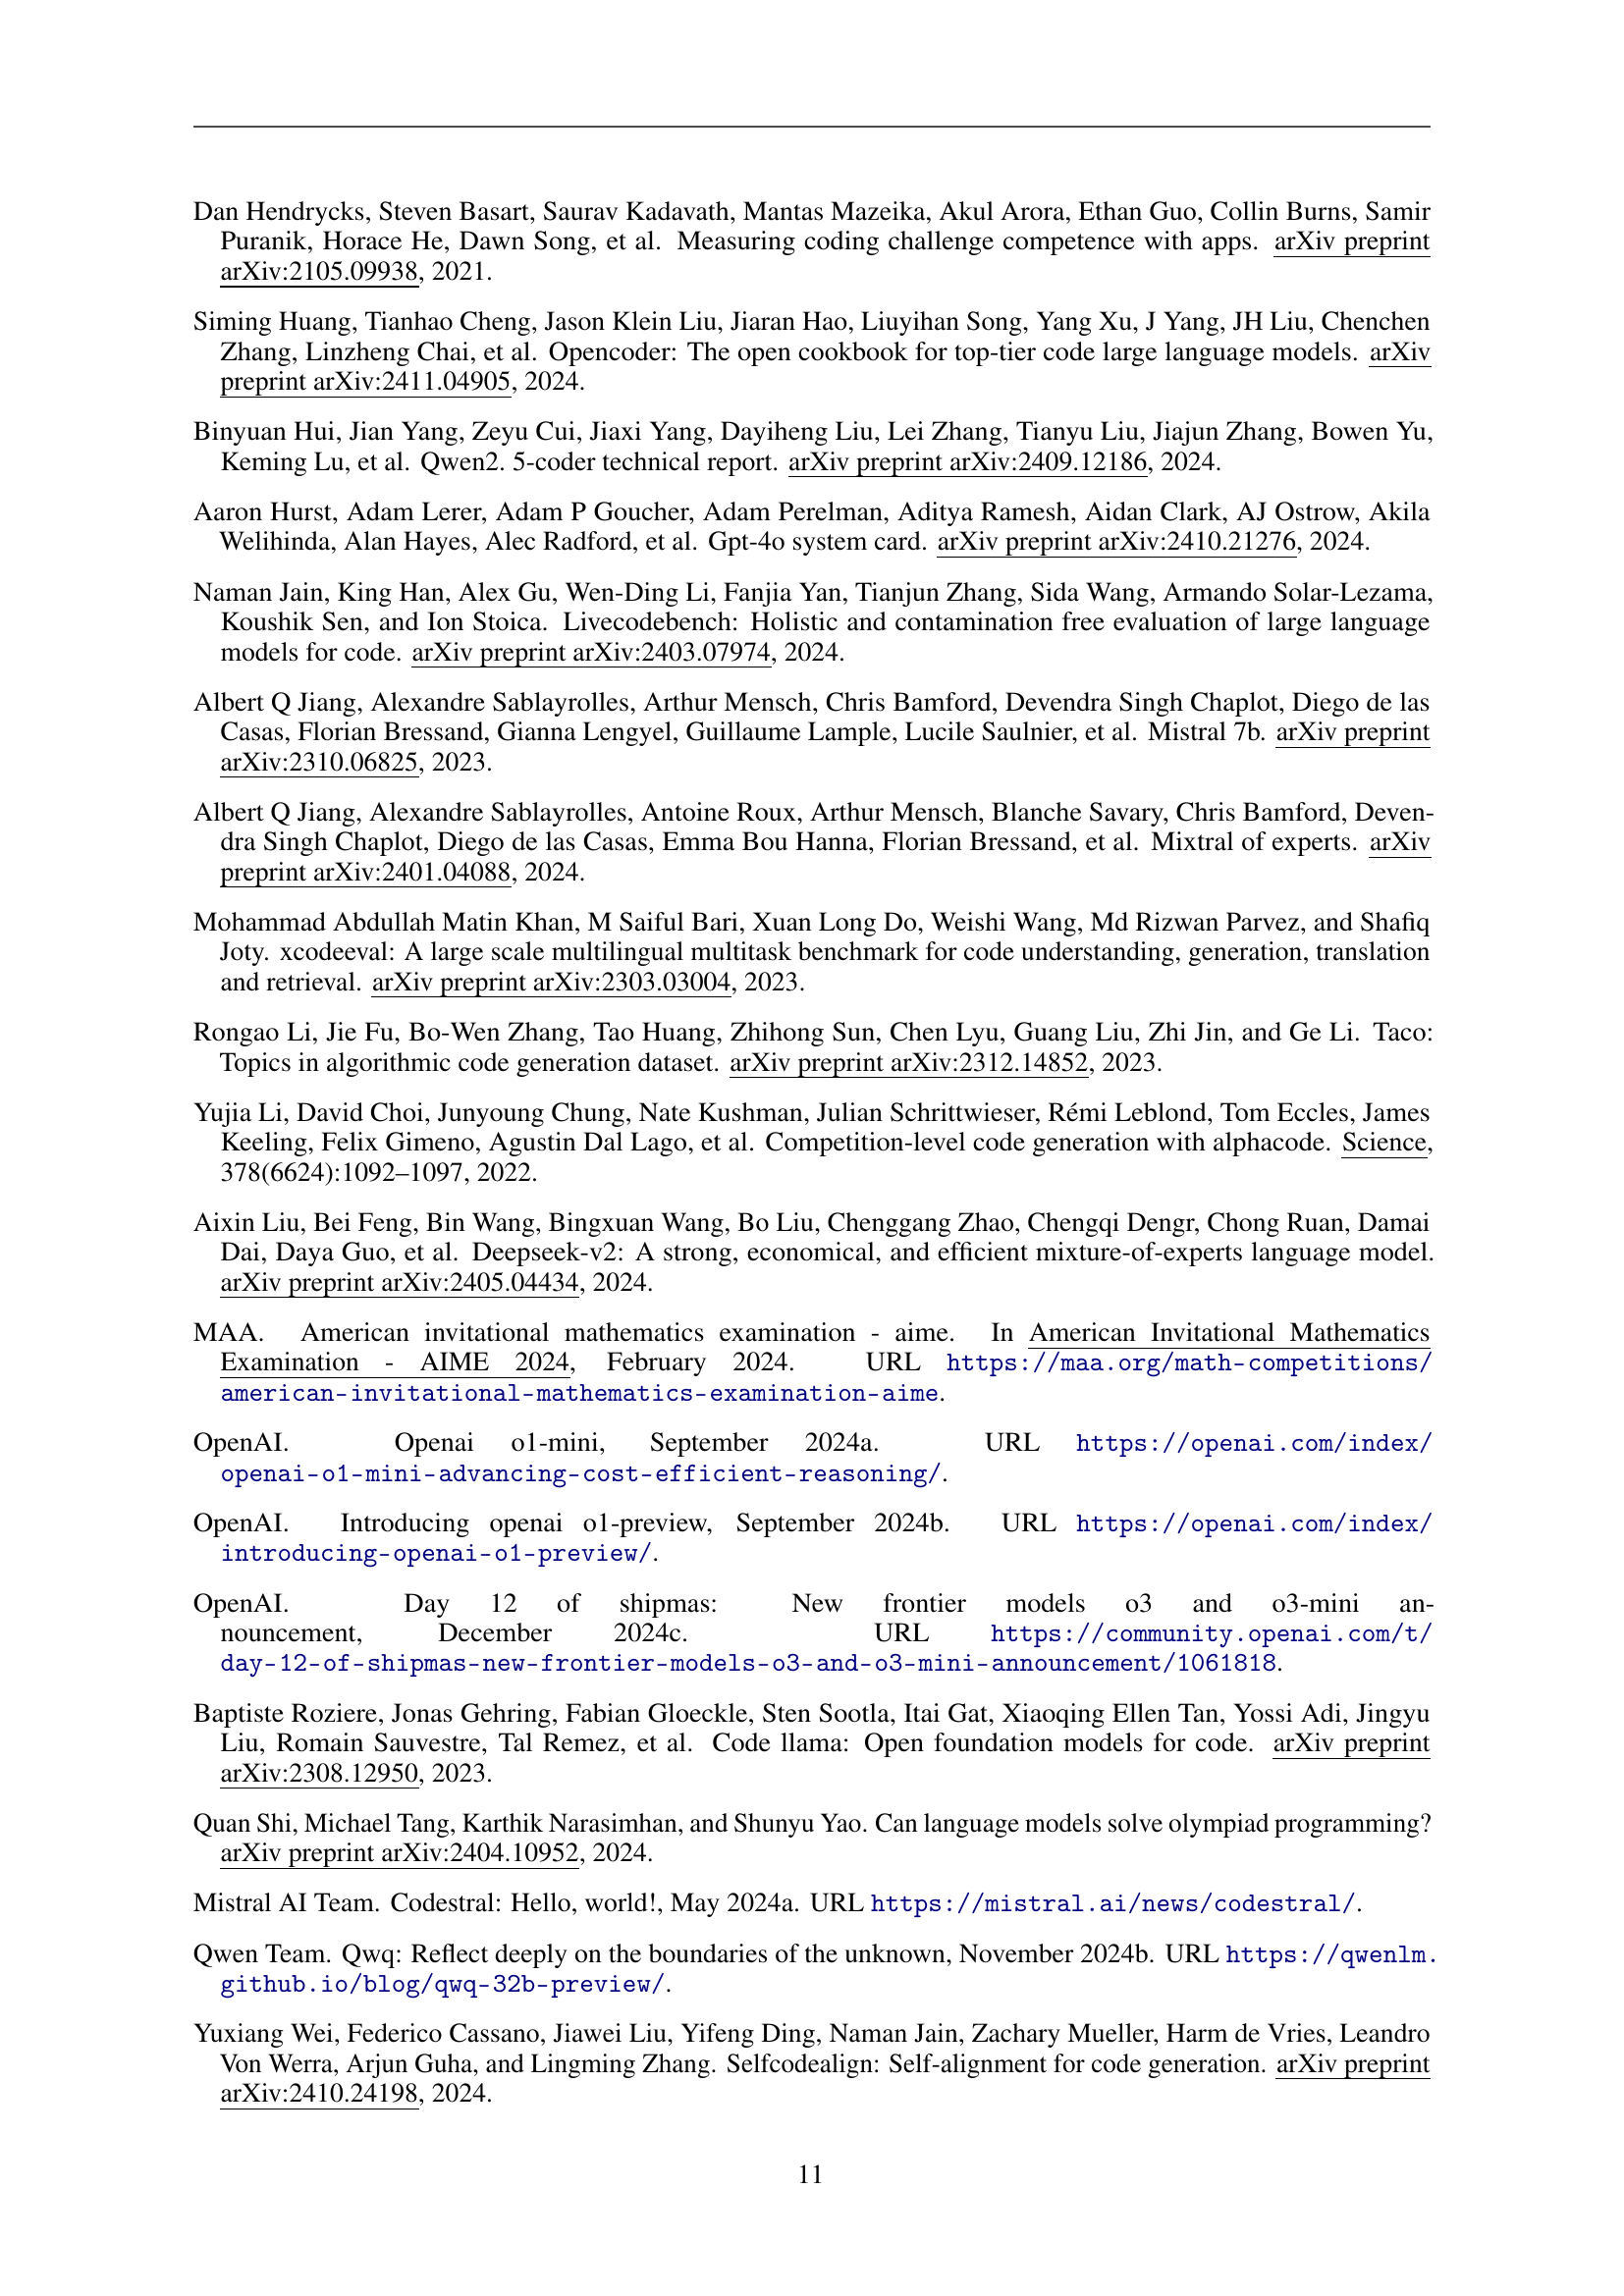 Dan Hendrycks, Steven Basart, Saurav Kadavath, Mantas Mazeika, Akul Arora, Ethan Guo, Collin Burns, Samir
Puranik, Horace He, Dawn Song, et al. Measuring coding challenge competence with apps. arXiv preprint
arXiv:2105.09938, 2021.
Siming Huang, Tianhao Cheng, Jason Klein Liu, Jiaran Hao, Liuyihan Song, Yang Xu, J Yang, JH Liu, Chenchen
Zhang, Linzheng Chai, et al. Opencoder: The open cookbook for top-tier code large language models. arXiv
preprint arXiv:2411.04905, 2024.
Binyuan Hui, Jian Yang, Zeyu Cui, Jiaxi Yang, Dayiheng Liu, Lei Zhang, Tianyu Liu, Jiajun Zhang, Bowen Yu,
Keming Lu, et al. Qwen2. 5-coder technical report. arXiv preprint arXiv:2409.12186, 2024.
Aaron Hurst, Adam Lerer, Adam P Goucher, Adam Perelman, Aditya Ramesh, Aidan Clark, AJ Ostrow, Akila
Welihinda, Alan Hayes, Alec Radford, et al. Gpt-4o system card. arXiv preprint arXiv:2410.21276, 2024.
Naman Jain, King Han, Alex Gu, Wen-Ding Li, Fanjia Yan, Tianjun Zhang, Sida Wang, Armando Solar-Lezama,
Koushik Sen, and Ion Stoica. Livecodebench: Holistic and contamination free evaluation of large language
models for code. arXiv preprint arXiv:2403.07974, 2024.
Albert Q Jiang, Alexandre Sablayrolles, Arthur Mensch, Chris Bamford, Devendra Singh Chaplot, Diego de las
Casas, Florian Bressand, Gianna Lengyel, Guillaume Lample, Lucile Saulnier, et al. Mistral 7b. arXiv preprint
arXiv:2310.06825, 2023.
Albert Q Jiang, Alexandre Sablayrolles, Antoine Roux, Arthur Mensch, Blanche Savary, Chris Bamford, Deven-
dra Singh Chaplot, Diego de las Casas, Emma Bou Hanna, Florian Bressand, et al. Mixtral of experts. arXiv
preprint arXiv:2401.04088, 2024.
Mohammad Abdullah Matin Khan, M Saiful Bari, Xuan Long Do, Weishi Wang, Md Rizwan Parvez, and Shafiq
Joty. xcodeeval: A large scale multilingual multitask benchmark for code understanding, generation, translation
and retrieval. arXiv preprint arXiv:2303.03004, 2023.
Rongao Li, Jie Fu, Bo-Wen Zhang, Tao Huang, Zhihong Sun, Chen Lyu, Guang Liu, Zhi Jin, and Ge Li. Taco:
Topics in algorithmic code generation dataset. arXiv preprint arXiv:2312.14852, 2023.
Yujia Li, David Choi, Junyoung Chung, Nate Kushman, Julian Schrittwieser, Rémi Leblond, Tom Eccles, James
Keeling, Felix Gimeno, Agustin Dal Lago, et al. Competition-level code generation with alphacode. Science,
378(6624):1092–1097, 2022.
Aixin Liu, Bei Feng, Bin Wang, Bingxuan Wang, Bo Liu, Chenggang Zhao, Chengqi Dengr, Chong Ruan, Damai
Dai, Daya Guo, et al. Deepseek-v2: A strong, economical, and efficient mixture-of-experts language model.
arXiv preprint arXiv:2405.04434, 2024.
MAA. American invitational mathematics examination - aime. In American Invitational Mathematics
Examination - AIME 2024, February 2024. URL https://maa.org/math-competitions/
american-invitational-mathematics-examination-aime.
OpenAI. Openai o1-mini, September 2024a. URL https://openai.com/index/
openai-o1-mini-advancing-cost-efficient-reasoning/.
OpenAI. Introducing openai o1-preview, September 2024b. URL https://openai.com/index/
introducing-openai-o1-preview/.
OpenAI. Day 12 of shipmas: New frontier models o3 and o3-mini an-
nouncement, December 2024c. URL https://community.openai.com/t/
day-12-of-shipmas-new-frontier-models-o3-and-o3-mini-announcement/1061818.
Baptiste Roziere, Jonas Gehring, Fabian Gloeckle, Sten Sootla, Itai Gat, Xiaoqing Ellen Tan, Yossi Adi, Jingyu
Liu, Romain Sauvestre, Tal Remez, et al. Code llama: Open foundation models for code. arXiv preprint
arXiv:2308.12950, 2023.
Quan Shi, Michael Tang, Karthik Narasimhan, and Shunyu Yao. Can language models solve olympiad programming?
arXiv preprint arXiv:2404.10952, 2024.
Mistral AI Team. Codestral: Hello, world!, May 2024a. URL https://mistral.ai/news/codestral/.
Qwen Team. Qwq: Reflect deeply on the boundaries of the unknown, November 2024b. URL https://qwenlm.
github.io/blog/qwq-32b-preview/.
Yuxiang Wei, Federico Cassano, Jiawei Liu, Yifeng Ding, Naman Jain, Zachary Mueller, Harm de Vries, Leandro
Von Werra, Arjun Guha, and Lingming Zhang. Selfcodealign: Self-alignment for code generation. arXiv preprint
arXiv:2410.24198, 2024.
11